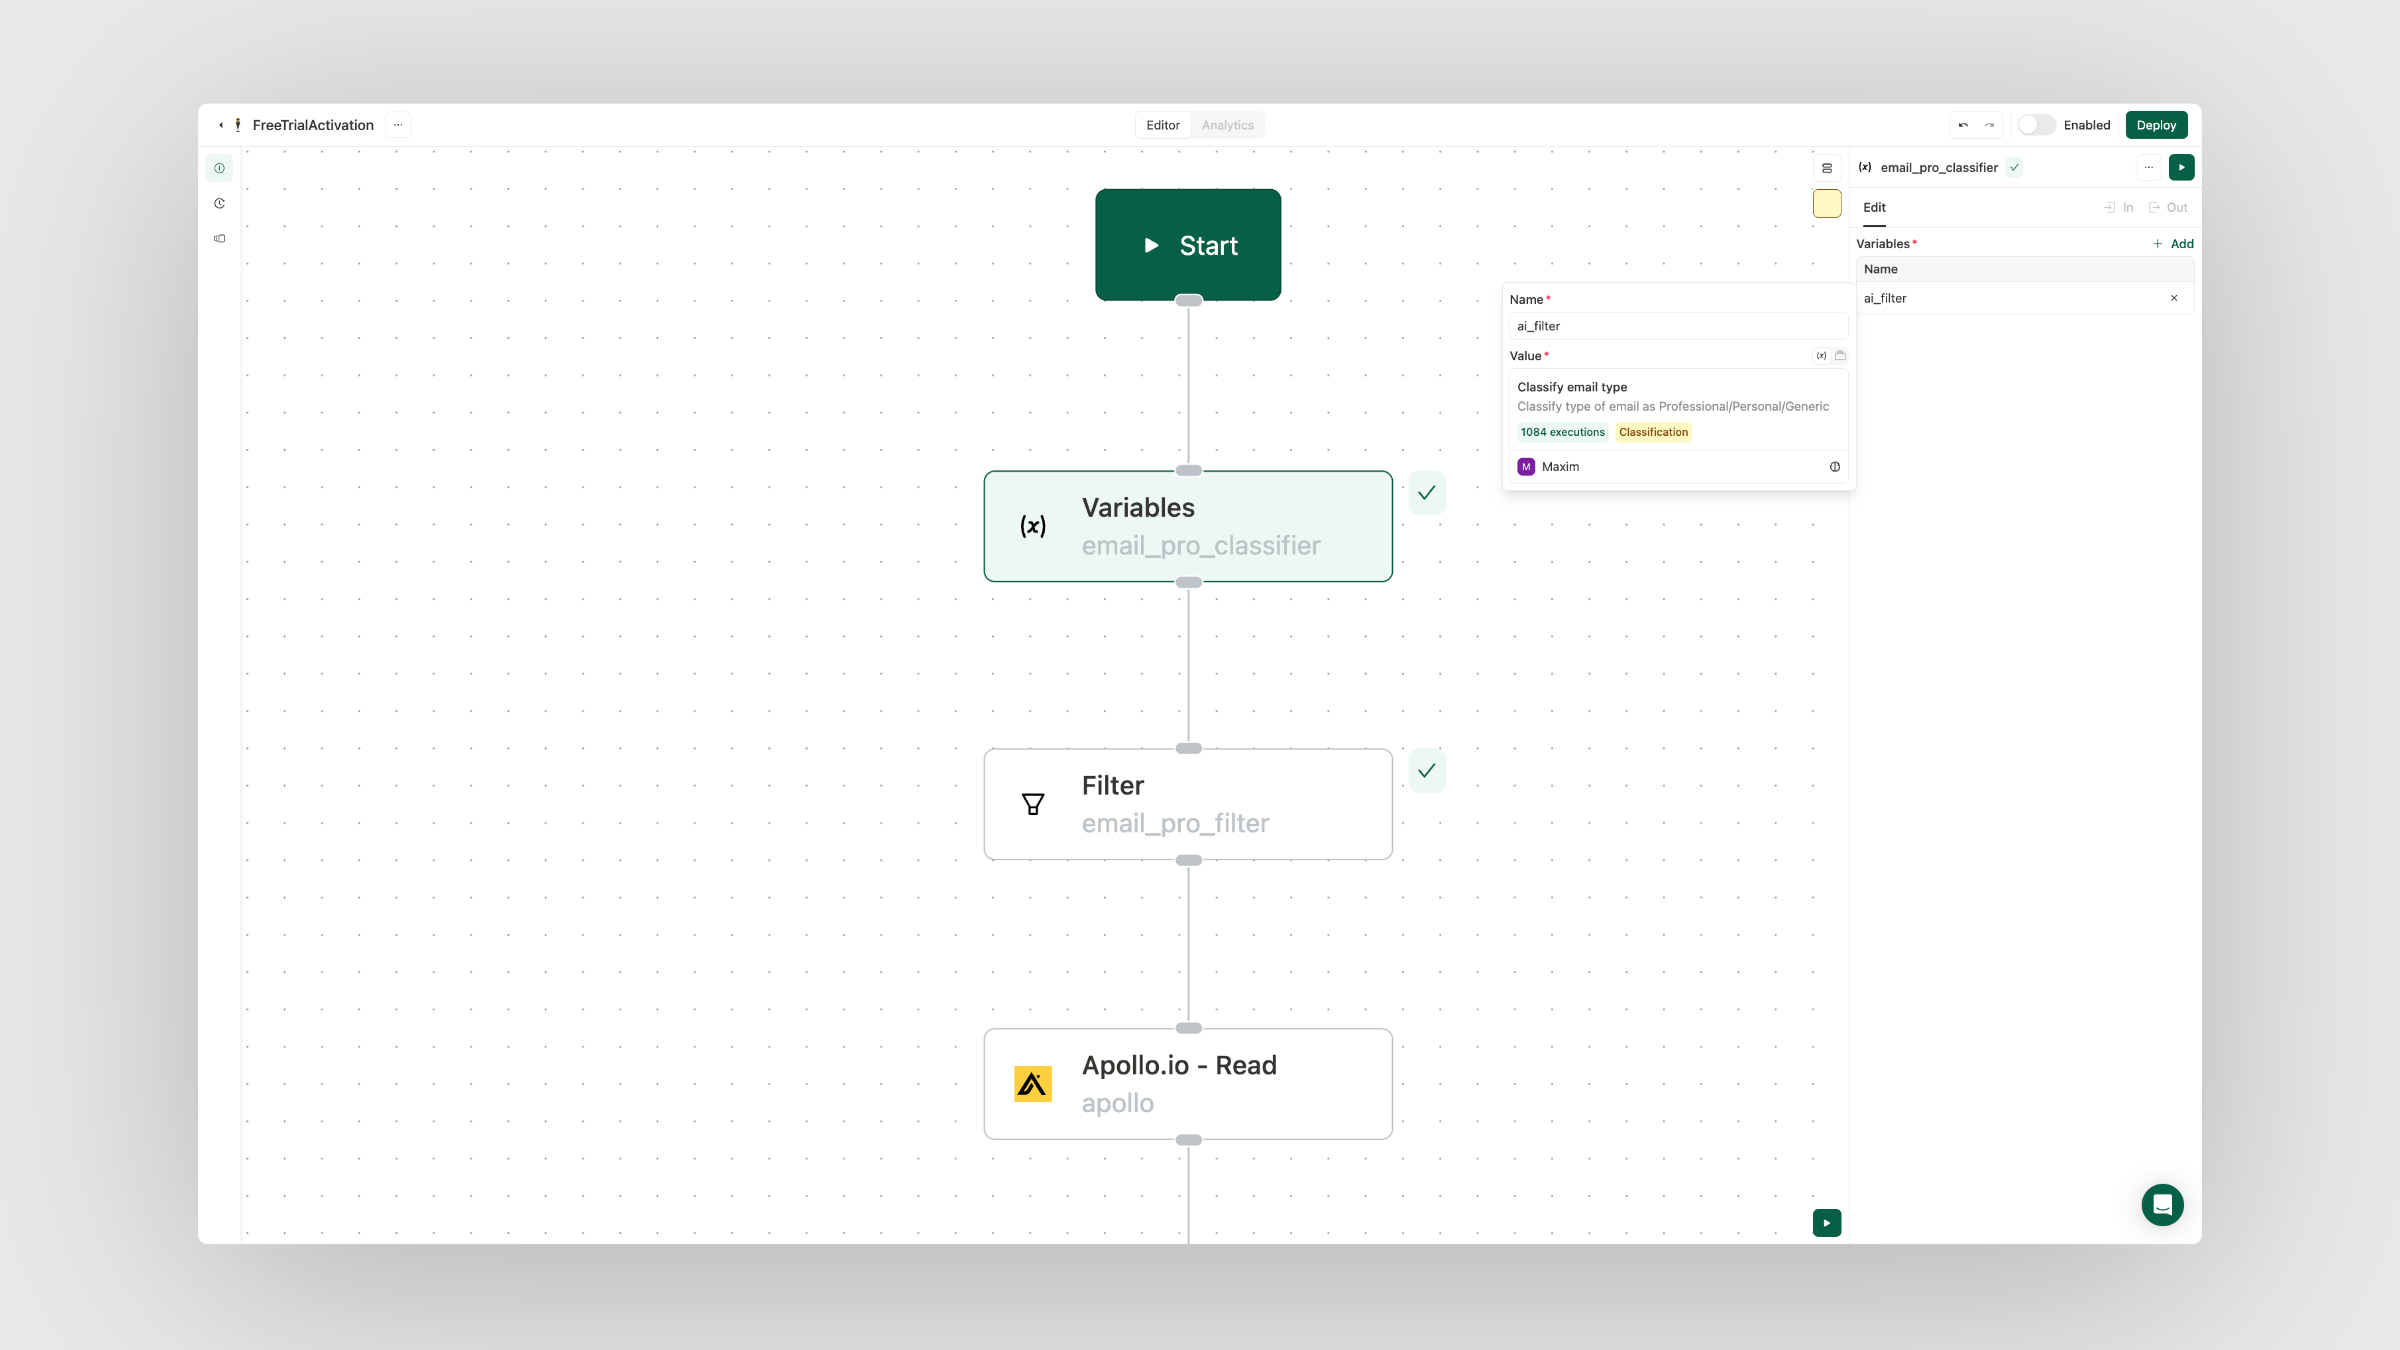 FreeTrialActivation
Editor
Analytics
Enabled
Deploy
(x) email_pro_classifier
Edit
In
Out
Variables*
+ Add
Name
ai_filter
Start
Name*
ai_filter
Value*
(x)
Classify email type
Classify type of email as Professional/Personal/Generic
1084 executions
Classification
M
Maxim
(x)
Variables
email_pro_classifier
Filter
email_pro_filter
Apollo.io - Read
apollo